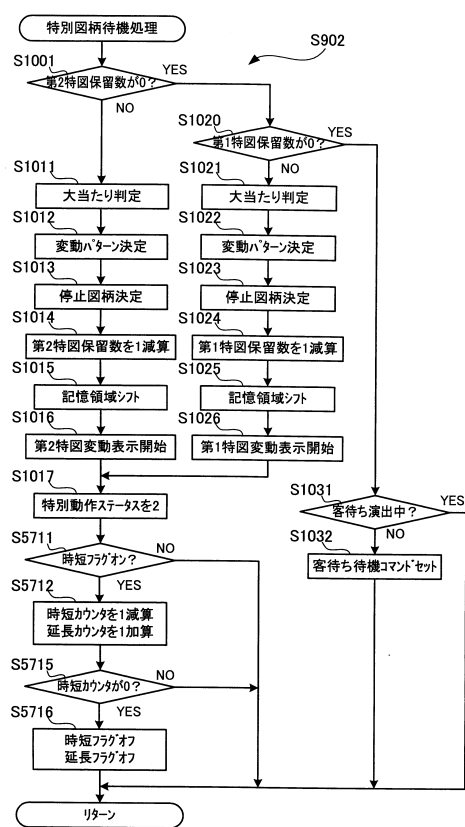 特別図柄待機処理
S902
S1001
第2特図保留数が0?
YES
NO
S1020
第1特図保留数が0?
YES
NO
S1011
大当たり判定
S1021
大当たり判定
S1012
変動パターン決定
S1022
変動パターン決定
S1013
停止図柄決定
S1023
停止図柄決定
S1014
第2特図保留数を1減算
S1024
第1特図保留数を1減算
S1015
記憶領域シフト
S1025
記憶領域シフト
S1016
第2特図変動表示開始
S1026
第1特図変動表示開始
S1017
特別動作ステータスを2
S1031
客待ち演出中?
YES
NO
S1032
客待ち待機コマンドセット
S5711
時短フラグオン?
NO
YES
S5712
時短カウンタを1減算
延長カウンタを1加算
S5715
時短カウンタが0?
NO
YES
S5716
時短フラグオフ
延長フラグオフ
リターン